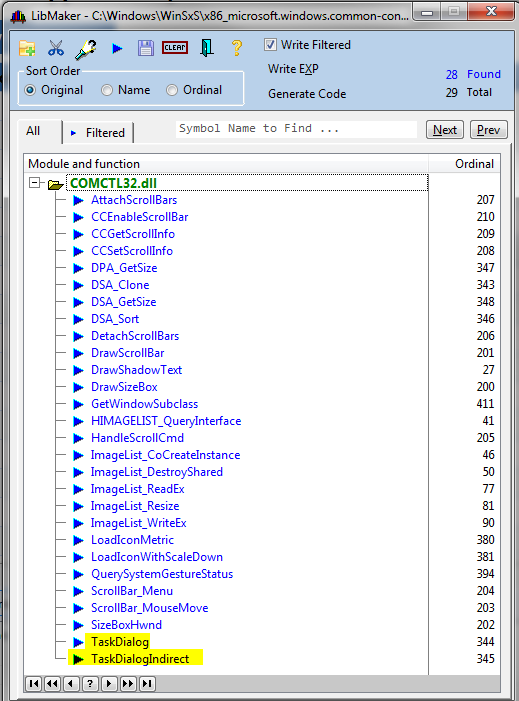 LibMaker - C:\Windows\WinSxS\x86_microsoft.windows.common-con...
CLEAR
Write Filtered
Sort Order
Write EXP
28 Found
Original Name Ordinal
Generate Code
29 Total
All
Filtered
Symbol Name to Find ...
Next
Prev
Module and function Ordinal
COMCTL32.dll
AttachScrollBars 207
CCEnableScrollBar 210
CCGetScrollInfo 209
CCSetScrollInfo 208
DPA_GetSize 347
DSA_Clone 343
DSA_GetSize 348
DSA_Sort 346
DetachScrollBars 206
DrawScrollBar 201
DrawShadowText 27
DrawSizeBox 200
GetWindowSubclass 411
HIMAGELIST_QueryInterface 41
HandleScrollCmd 205
ImageList_CoCreateInstance 46
ImageList_DestroyShared 50
ImageList_ReadEx 77
ImageList_Resize 81
ImageList_WriteEx 90
LoadIconMetric 380
LoadIconWithScaleDown 381
QuerySystemGestureStatus 394
ScrollBar_Menu 204
ScrollBar_MouseMove 203
SizeBoxHwnd 202
TaskDialog 344
TaskDialogIndirect 345
?